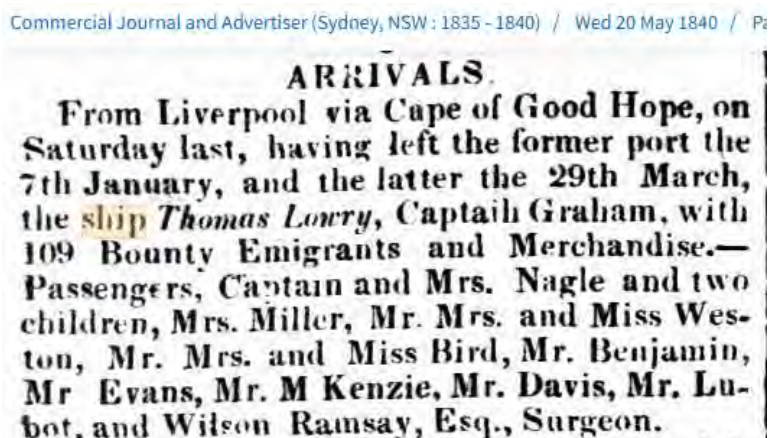 Commercial Journal and Advertiser (Sydney, NSW : 1835 - 1840) / Wed 20 May 1840 / Pa
ARRIVALS.
From Liverpool via Cape of Good Hope, on
Saturday last, having left the former port the
7th January, and the latter the 29th March,
the ship Thomas Lowry, Captaih Graham, with
109 Bounty Emigrants and Merchandise.—
Passengers, Captain and Mrs. Nagle and two
children, Mrs. Miller, Mr. Mrs. and Miss Wes-
ton, Mr. Mrs. and Miss Bird, Mr. Benjamin,
Mr Evans, Mr. M Kenzie, Mr. Davis, Mr. Lu-
bot, and Wilson Ramsay, Esq., Surgeon.